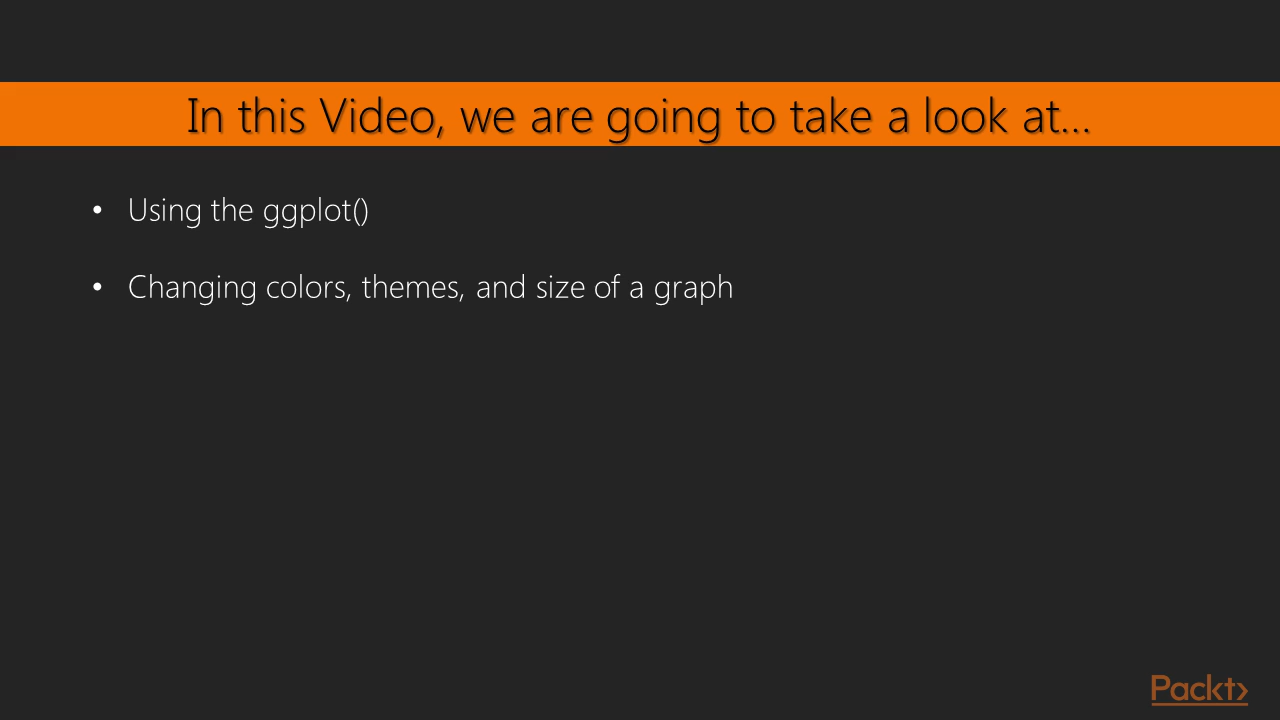 In this Video, we are going to take a look at...
• Using the ggplot()
• Changing colors, themes, and size of a graph
Packt>